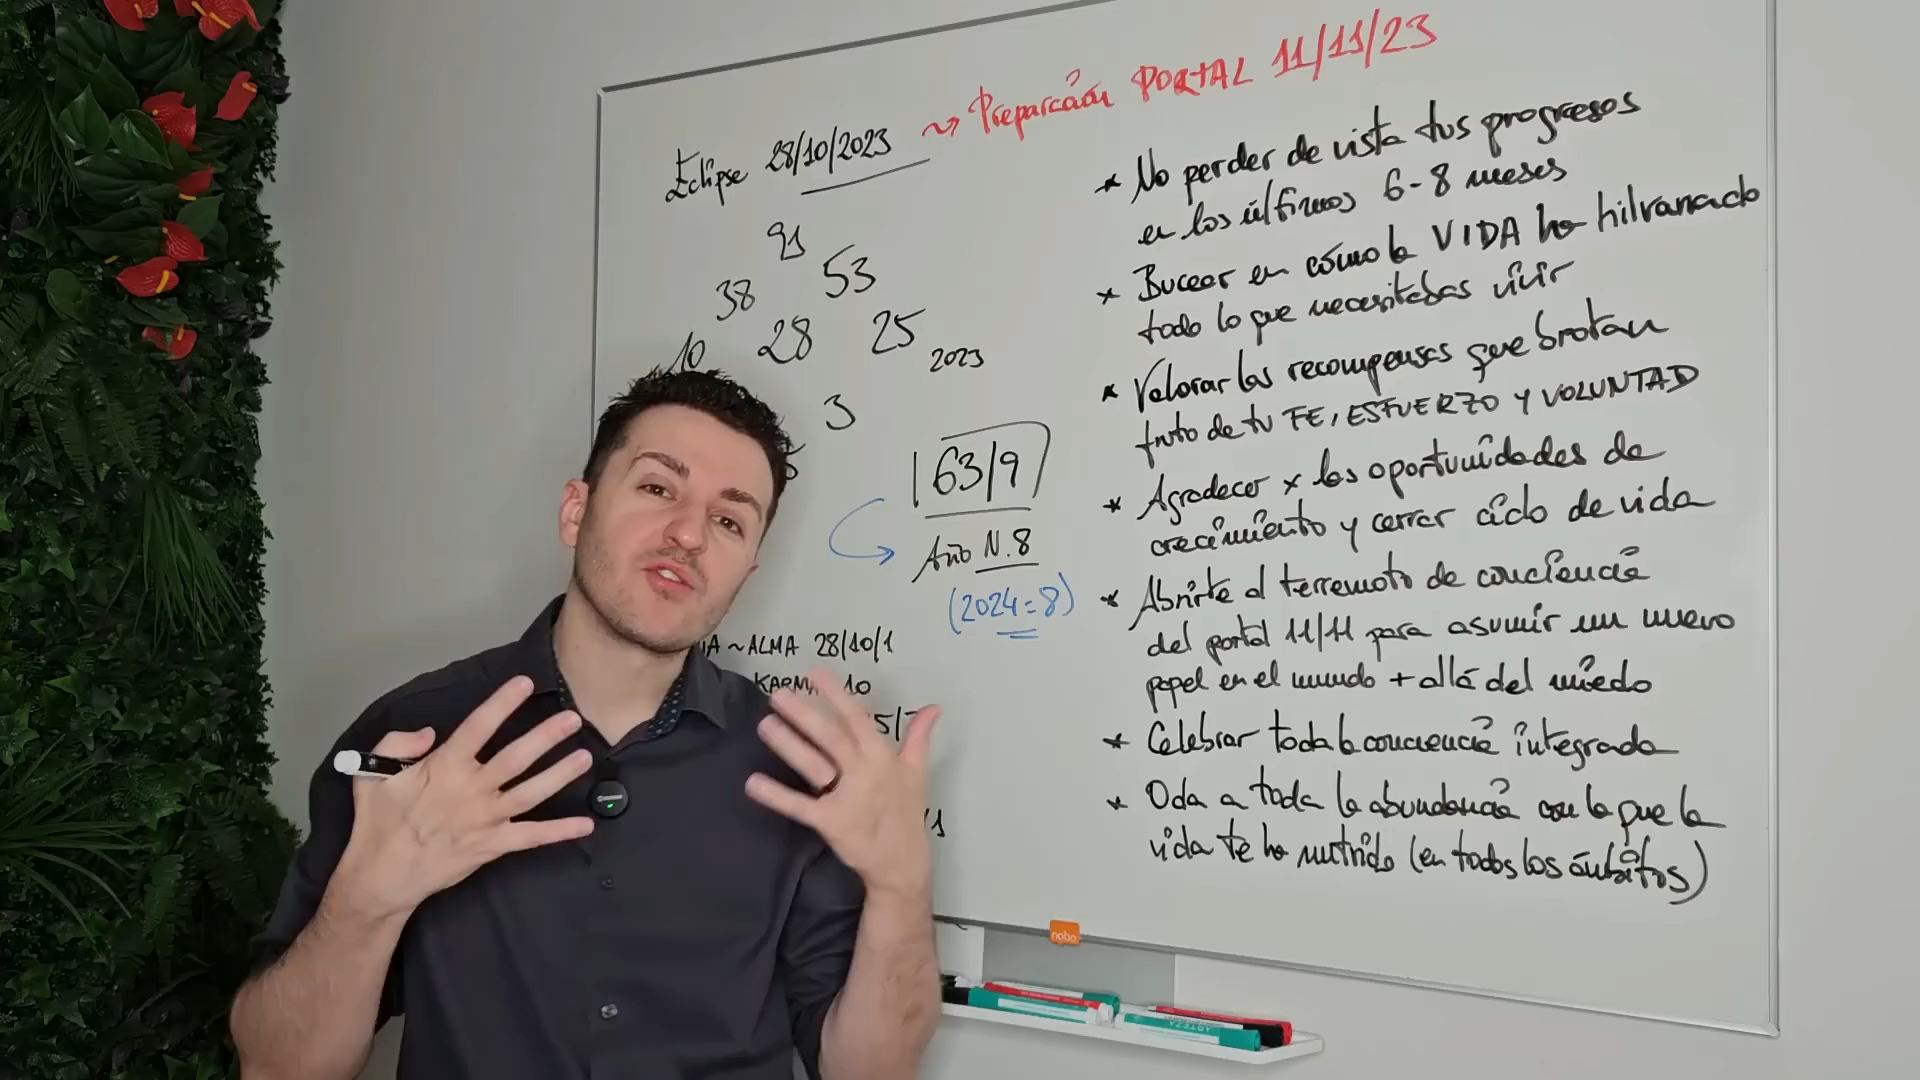 Eclipse 28/10/2023
~> Preparcación PORTAL 11/11/23
91
38 53
10 28 25 2023
3
63/9
Año N.8
(2024=8)
~ALMA 28/10/1
KARMA 10
* No perder de vista tus progresos
en los últimos 6-8 meses
* Bucear en cómo la VIDA ha hilvanado
todo lo que necesitabas vivir
* Valorar las recompensas que brotan
fruto de tu FE, ESFUERZO y VOLUNTAD
* Agradecer x las oportunidades de
crecimiento y cerrar ciclo de vida
* Abrirte al terremoto de conciencia
del portal 11/11 para asumir un nuevo
papel en el mundo + allá del miedo
* Celebrar toda la conciencia integrada
* Oda a toda la abundancia con la que la
vida te ha nutrido (en todos los ámbitos)
nobo
ARTEZA